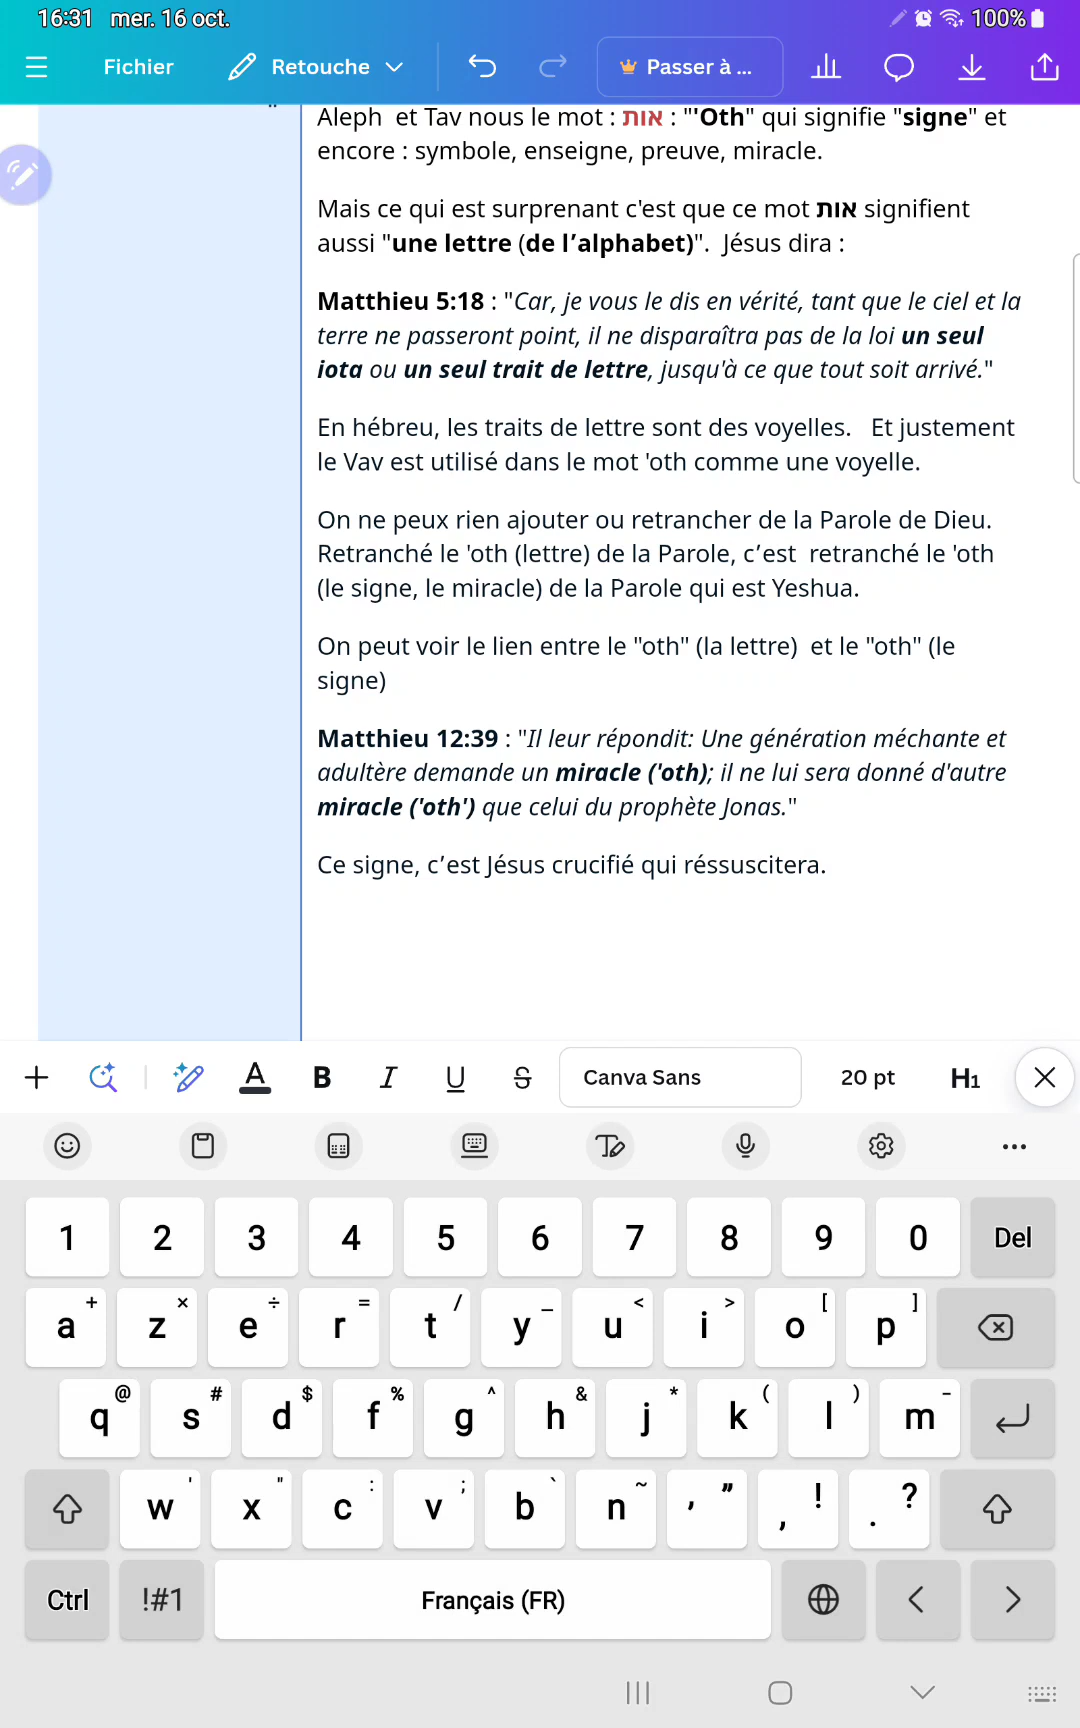 16:31 mer. 16 oct. 100%
Fichier Retouche Passer à ...
Aleph et Tav nous le mot : אות : "'Oth" qui signifie "signe" et
encore : symbole, enseigne, preuve, miracle.
Mais ce qui est surprenant c'est que ce mot אות signifient
aussi "une lettre (de l’alphabet)". Jésus dira :
Matthieu 5:18 : "Car, je vous le dis en vérité, tant que le ciel et la
terre ne passeront point, il ne disparaîtra pas de la loi un seul
iota ou un seul trait de lettre, jusqu'à ce que tout soit arrivé."
En hébreu, les traits de lettre sont des voyelles. Et justement
le Vav est utilisé dans le mot 'oth comme une voyelle.
On ne peux rien ajouter ou retrancher de la Parole de Dieu.
Retranché le 'oth (lettre) de la Parole, c’est retranché le 'oth
(le signe, le miracle) de la Parole qui est Yeshua.
On peut voir le lien entre le "oth" (la lettre) et le "oth" (le
signe)
Matthieu 12:39 : "Il leur répondit: Une génération méchante et
adultère demande un miracle ('oth); il ne lui sera donné d'autre
miracle ('oth') que celui du prophète Jonas."
Ce signe, c’est Jésus crucifié qui réssuscitera.
+ A B I U S Canva Sans 20 pt H1
1 2 3 4 5 6 7 8 9 0 Del
a + z × e ÷ r = t / y _ u < i > o [ p ]
q @ s # d $ f % g ^ h & j * k ( l ) m -
w ' x " c : v ; b ` n ~ ' " , ! . ?
Ctrl !#1 Français (FR) < >